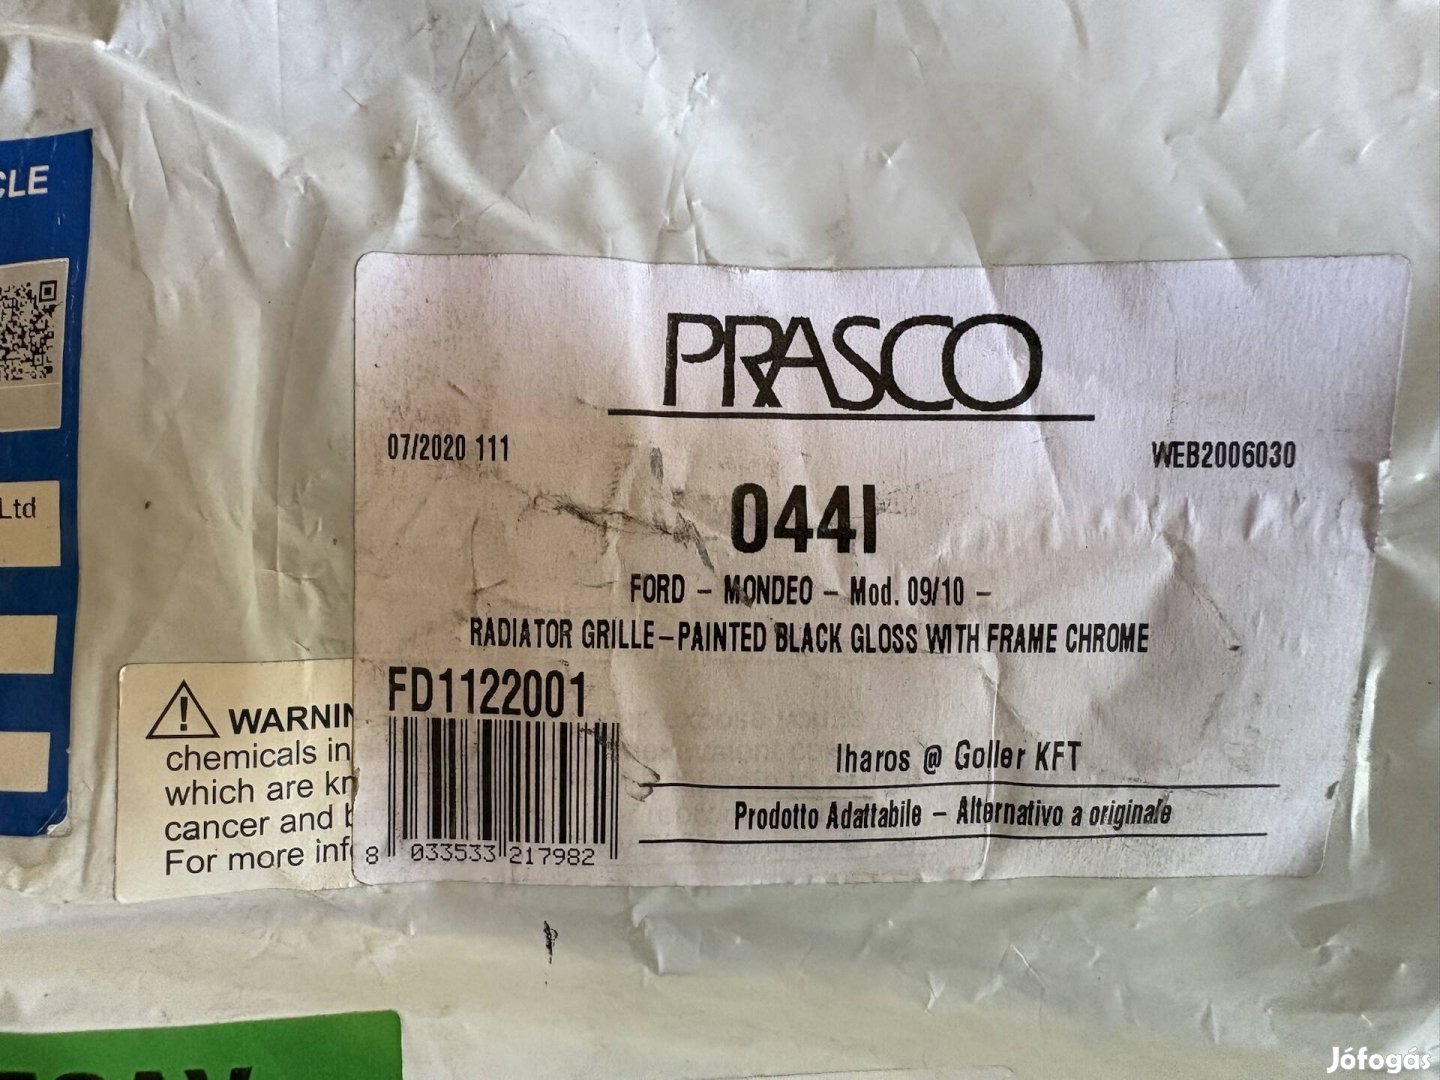 CLE
Ltd
PRASCO
07/2020 111
WEB2006030
044I
FORD - MONDEO - Mod. 09/10 -
RADIATOR GRILLE-PAINTED BLACK GLOSS WITH FRAME CHROME
FD1122001
Iharos @ Goller KFT
Prodotto Adattabile - Alternativo a originale
8 033533 217982
WARNIN
chemicals in
which are kn
cancer and b
For more inf
Jófogás